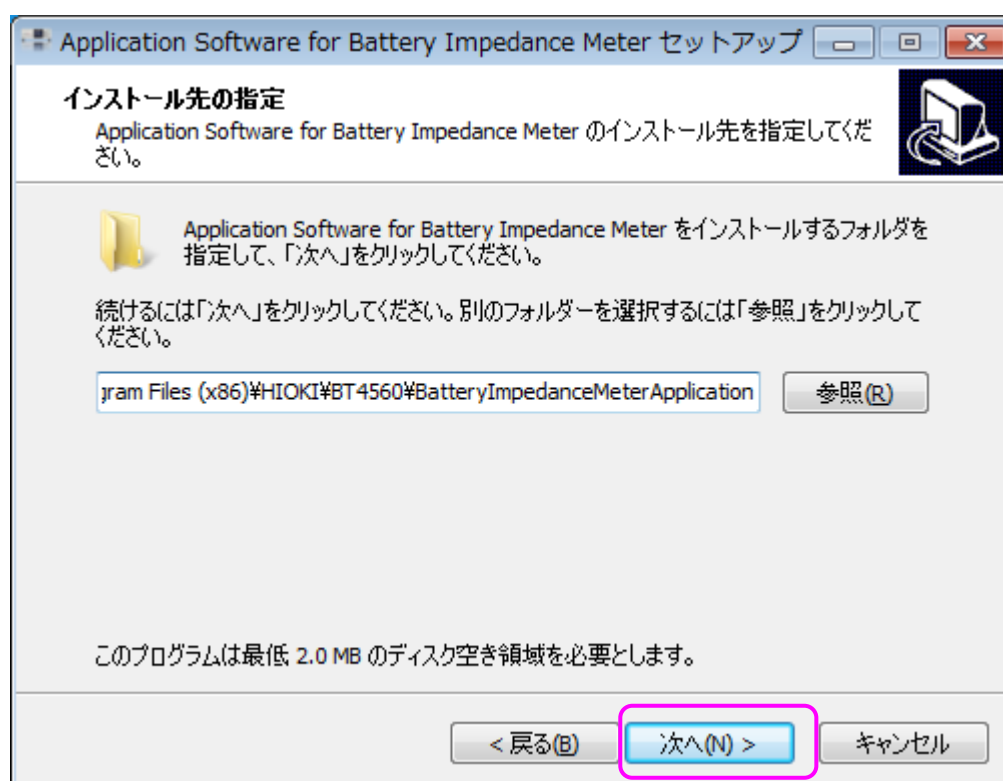 Application Software for Battery Impedance Meter セットアップ
インストール先の指定
Application Software for Battery Impedance Meter のインストール先を指定してくだ
さい。
Application Software for Battery Impedance Meter をインストールするフォルダを
指定して、「次へ」をクリックしてください。
続けるには「次へ」をクリックしてください。別のフォルダーを選択するには「参照」をクリックして
ください。
gram Files (x86)¥HIOKI¥BT4560¥BatteryImpedanceMeterApplication
参照(R)
このプログラムは最低 2.0 MB のディスク空き領域を必要とします。
< 戻る(B)
次へ(N) >
キャンセル